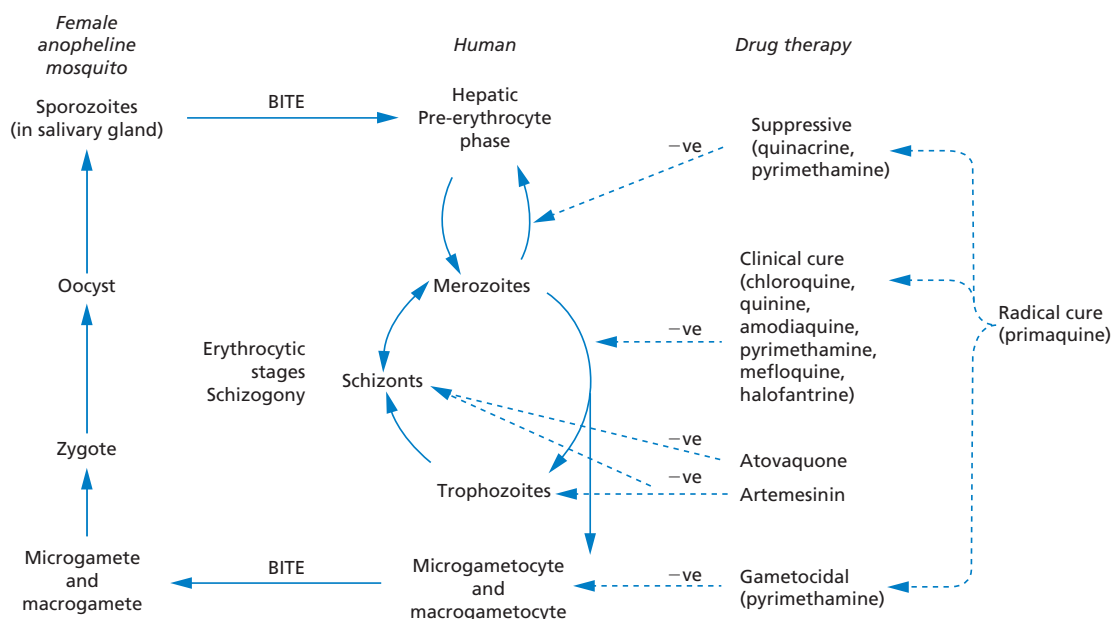 Female
anopheline
mosquito
Human
Drug therapy
Sporozoites
(in salivary gland)
BITE
Hepatic
Pre-erythrocyte
phase
−ve
Suppressive
(quinacrine,
pyrimethamine)
Oocyst
Merozoites
Clinical cure
(chloroquine,
quinine,
amodiaquine,
pyrimethamine,
mefloquine,
halofantrine)
−ve
Radical cure
(primaquine)
Erythrocytic
stages
Schizogony
Schizonts
Zygote
−ve
Atovaquone
Trophozoites
−ve
Artemesinin
Microgamete
and
macrogamete
BITE
Microgametocyte
and
macrogametocyte
−ve
Gametocidal
(pyrimethamine)